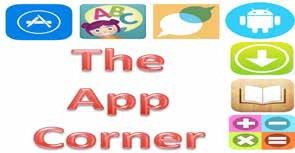 ABC
The
App
Corner
+ -
× =